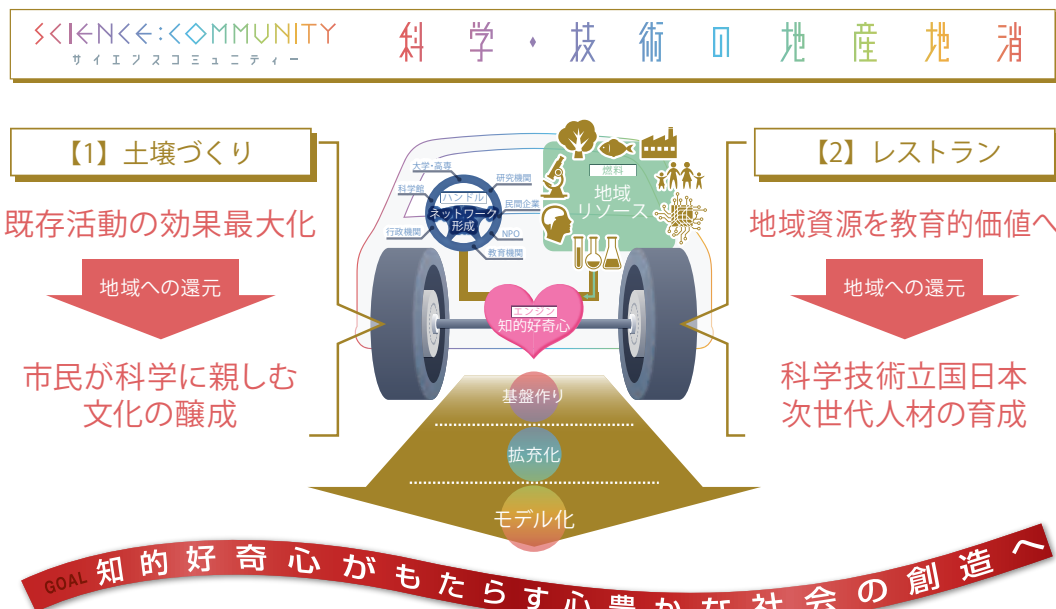 SCIENCE:COMMUNITY
サイエンスコミュニティー
科学・技術の地産地消
【1】土壌づくり
既存活動の効果最大化
地域への還元
市民が科学に親しむ
文化の醸成
大学・高専
科学館
行政機関
研究機関
民間企業
NPO
教育機関
ハンドル
ネットワーク
形成
燃料
地域
リソース
エンジン
知的好奇心
基盤作り
拡充化
モデル化
【2】レストラン
地域資源を教育的価値へ
地域への還元
科学技術立国日本
次世代人材の育成
GOAL 知的好奇心がもたらす心豊かな社会の創造へ